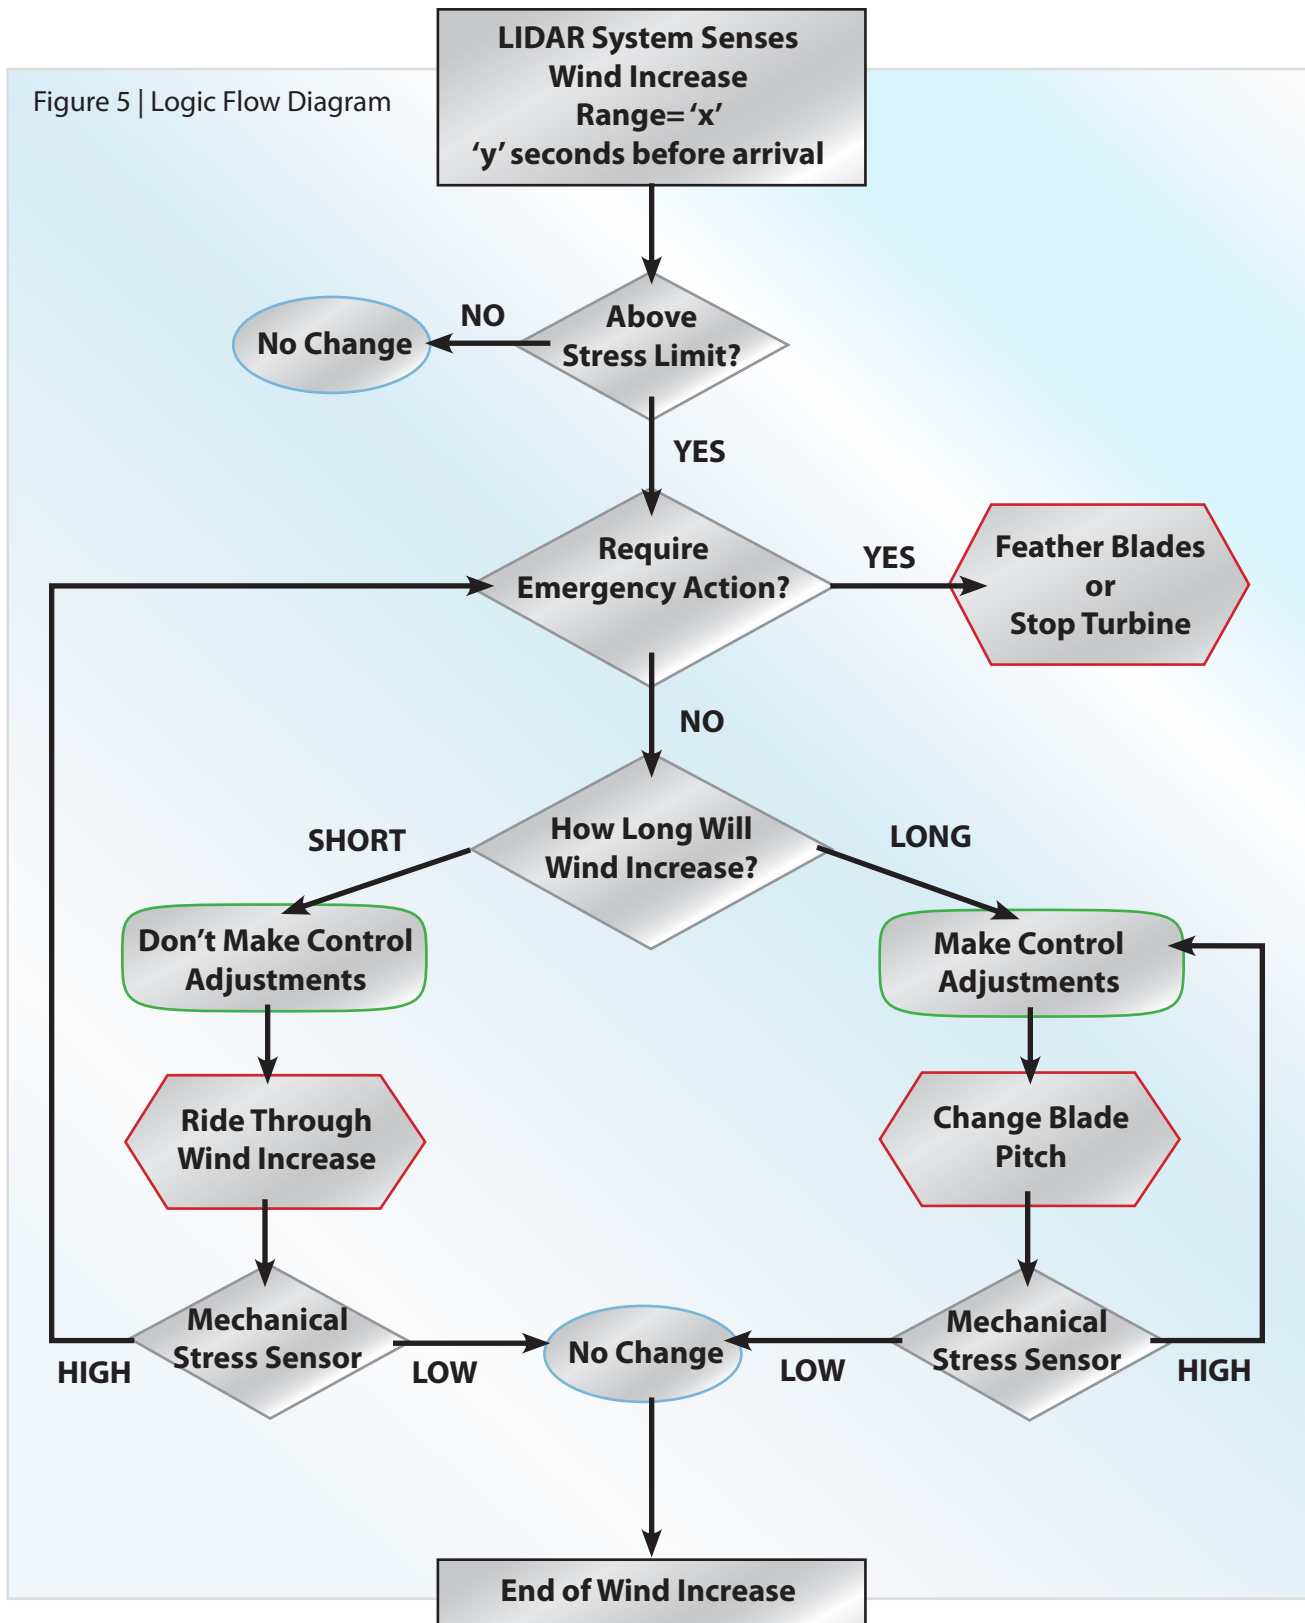 LIDAR System Senses
Wind Increase
Range= ‘x’
‘y’ seconds before arrival
Figure 5 | Logic Flow Diagram
Above
Stress Limit?
NO
No Change
YES
Require
Emergency Action?
YES
Feather Blades
or
Stop Turbine
NO
How Long Will
Wind Increase?
SHORT
LONG
Don’t Make Control
Adjustments
Make Control
Adjustments
Ride Through
Wind Increase
Change Blade
Pitch
Mechanical
Stress Sensor
HIGH
LOW
No Change
LOW
Mechanical
Stress Sensor
HIGH
End of Wind Increase